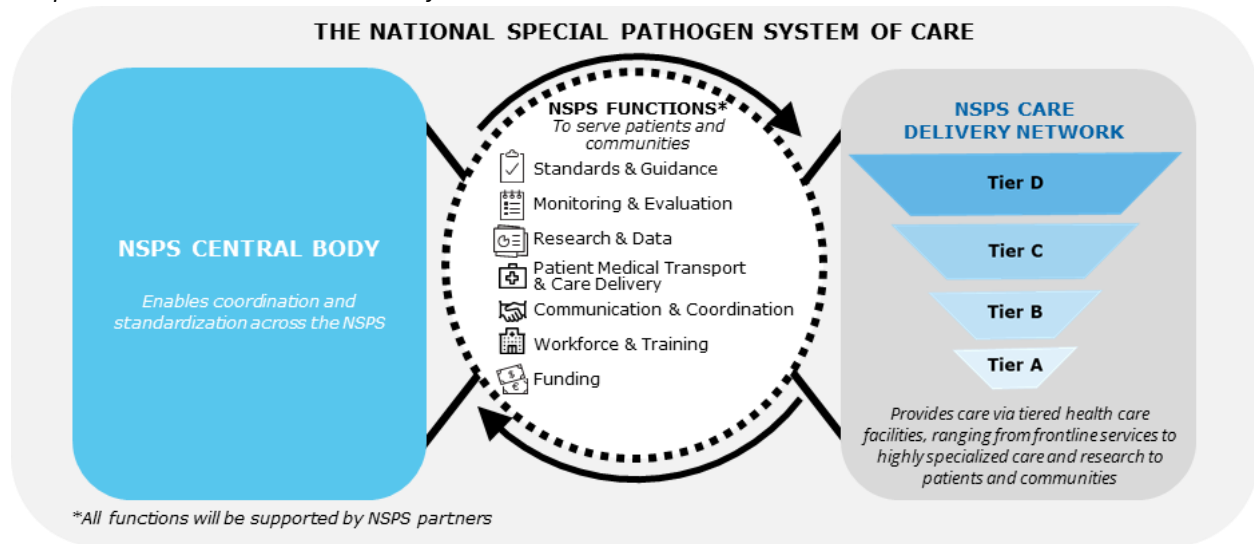 THE NATIONAL SPECIAL PATHOGEN SYSTEM OF CARE
NSPS CENTRAL BODY
Enables coordination and
standardization across the NSPS
NSPS FUNCTIONS*
To serve patients and
communities
Standards & Guidance
Monitoring & Evaluation
Research & Data
Patient Medical Transport
& Care Delivery
Communication & Coordination
Workforce & Training
$
€
Funding
NSPS CARE
DELIVERY NETWORK
Tier D
Tier C
Tier B
Tier A
Provides care via tiered health care
facilities, ranging from frontline services to
highly specialized care and research to
patients and communities
*All functions will be supported by NSPS partners